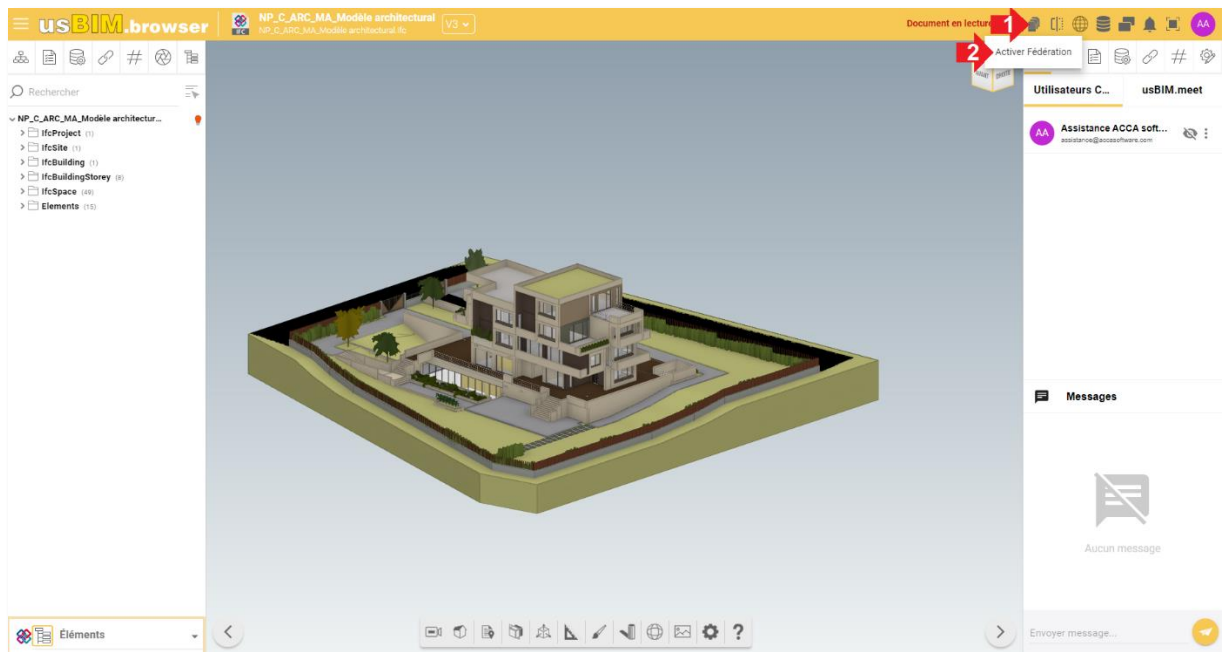 usBIM.browser
IFC
NP_C_ARC_MA_Modèle architectural
NP_C_ARC_MA_Modèle architectural.ifc
V3
Document en lecture
1
AA
2
Activer Fédération
Rechercher
NP_C_ARC_MA_Modèle architectur...
IfcProject (1)
IfcSite (1)
IfcBuilding (1)
IfcBuildingStorey (8)
IfcSpace (49)
Elements (15)
Utilisateurs C...
usBIM.meet
AA
Assistance ACCA soft...
assistance@accasoftware.com
Messages
Aucun message
Éléments
?
Envoyer message...